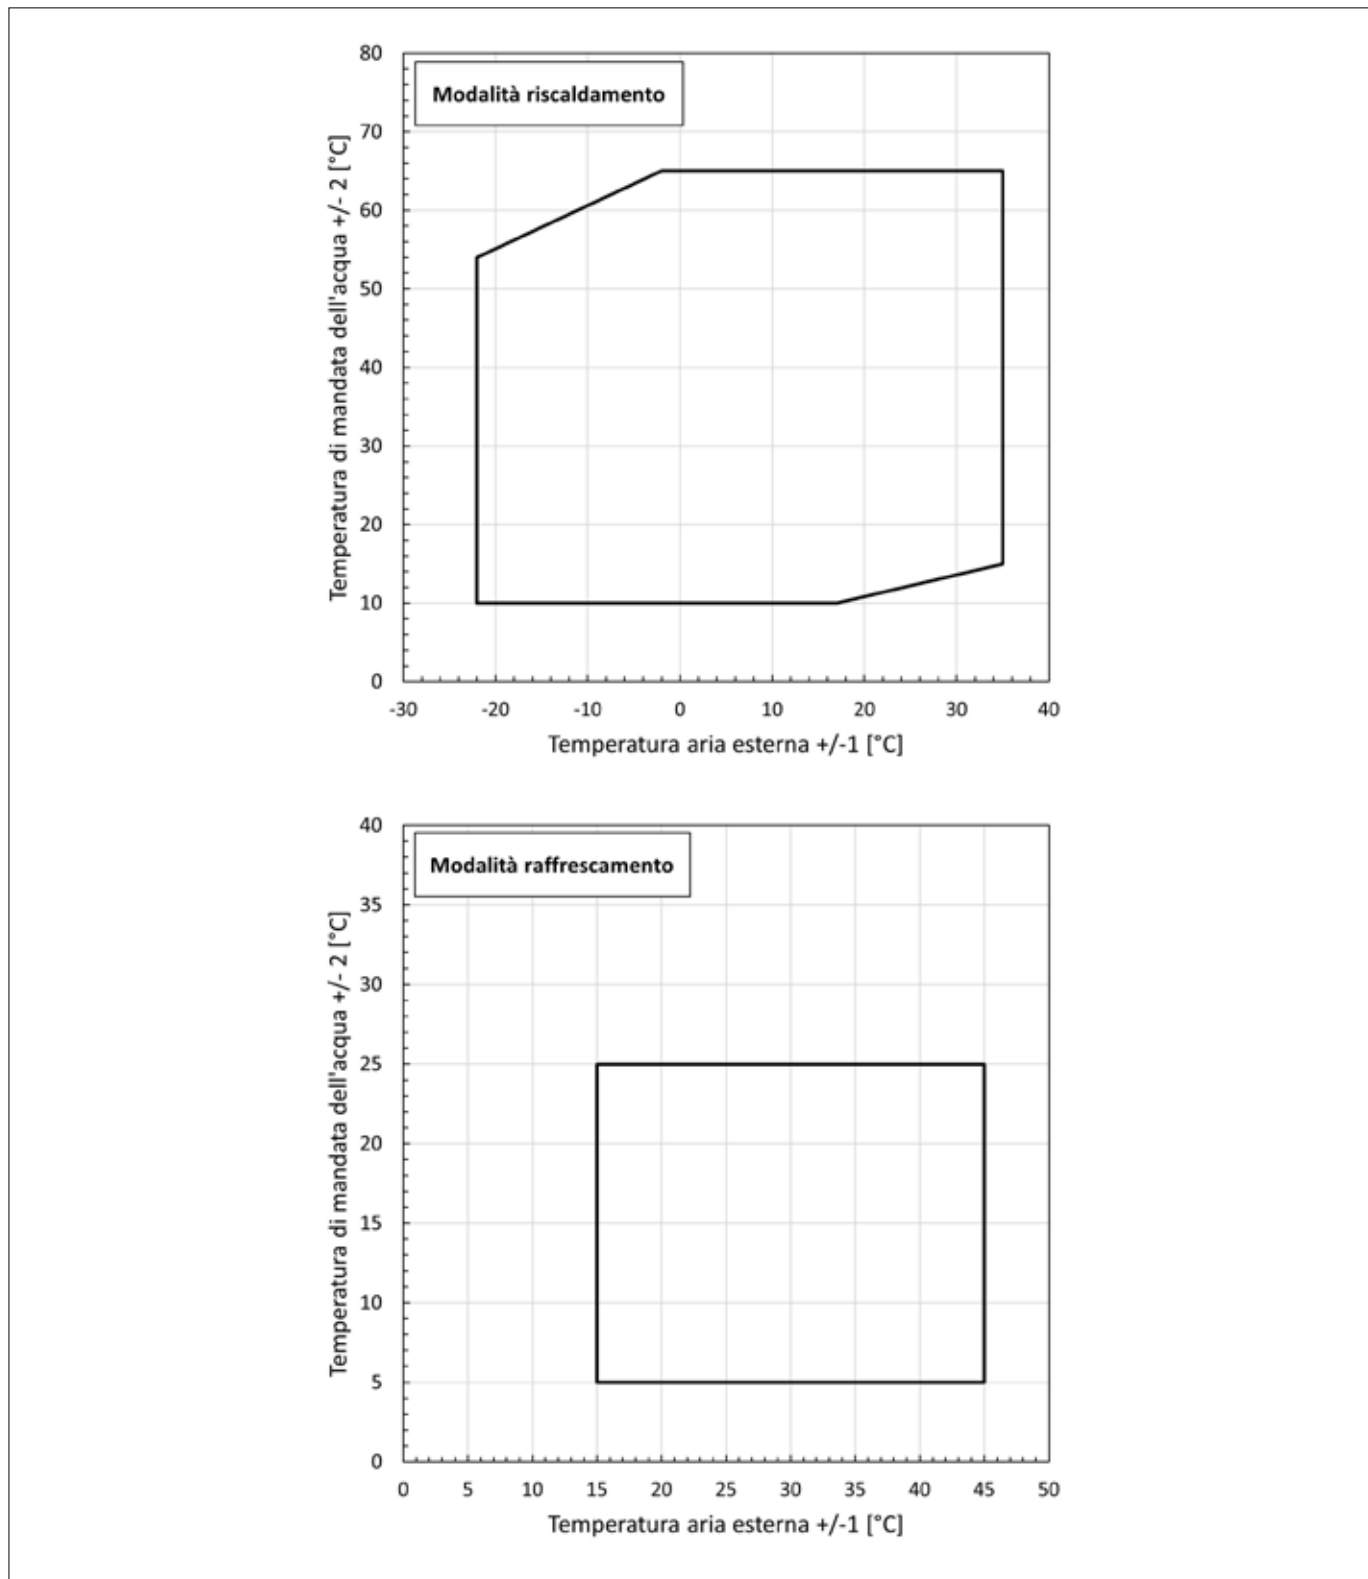 Modalità riscaldamento
Temperatura di mandata dell'acqua +/- 2 [°C]
80
70
60
50
40
30
20
10
0
-30 -20 -10 0 10 20 30 40
Temperatura aria esterna +/-1 [°C]
Modalità raffrescamento
Temperatura di mandata dell'acqua +/- 2 [°C]
40
35
30
25
20
15
10
5
0
0 5 10 15 20 25 30 35 40 45 50
Temperatura aria esterna +/-1 [°C]